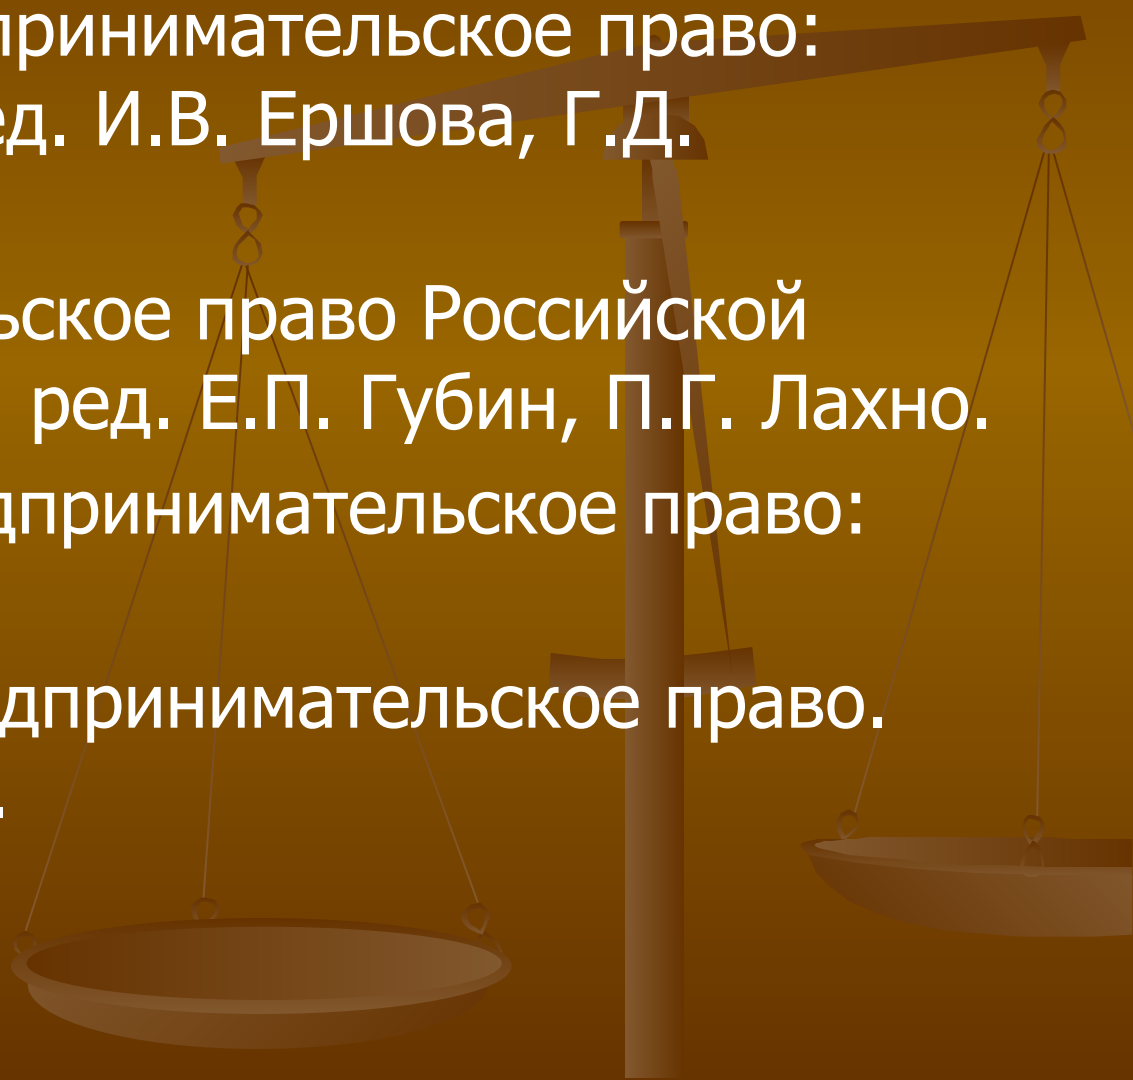 принимательское право:
ед. И.В. Ершова, Г.Д.
ьское право Российской
ред. Е.П. Губин, П.Г. Лахно.
дпринимательское право:
дпринимательское право.
.